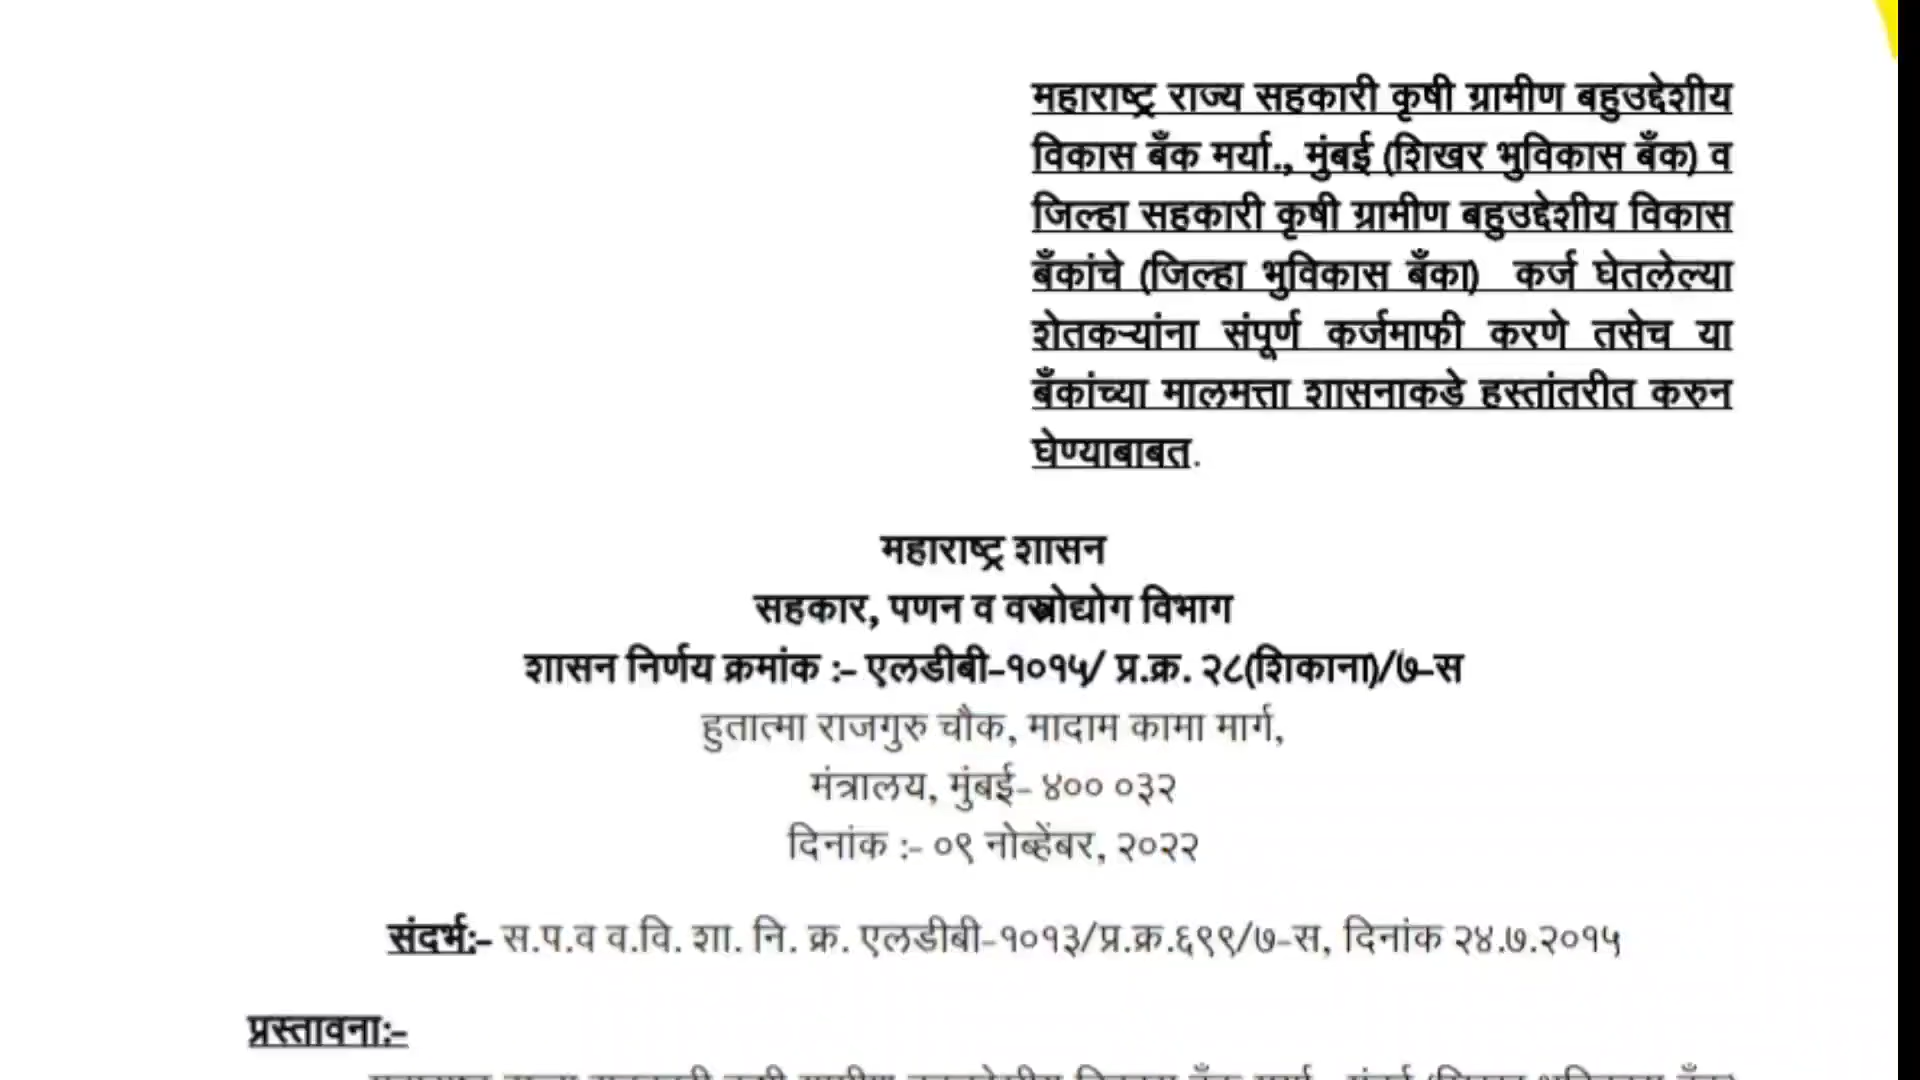 महाराष्ट्र राज्य सहकारी कृषी ग्रामीण बहुउद्देशीय
विकास बँक मर्या., मुंबई (शिखर भुविकास बँक) व
जिल्हा सहकारी कृषी ग्रामीण बहुउद्देशीय विकास
बँकांचे (जिल्हा भुविकास बँका) कर्ज घेतलेल्या
शेतकऱ्यांना संपूर्ण कर्जमाफी करणे तसेच या
बँकांच्या मालमत्ता शासनाकडे हस्तांतरीत करुन
घेण्याबाबत.
महाराष्ट्र शासन
सहकार, पणन व वस्त्रोद्योग विभाग
शासन निर्णय क्रमांक :- एलडीबी-१०१५/ प्र.क्र. २८(शिकाना)/७-स
हुतात्मा राजगुरु चौक, मादाम कामा मार्ग,
मंत्रालय, मुंबई- ४०० ०३२
दिनांक :- ०९ नोव्हेंबर, २०२२
संदर्भ:- स.प.व व.वि. शा. नि. क्र. एलडीबी-१०१३/प्र.क्र.६९९/७-स, दिनांक २४.७.२०१५
प्रस्तावना:-